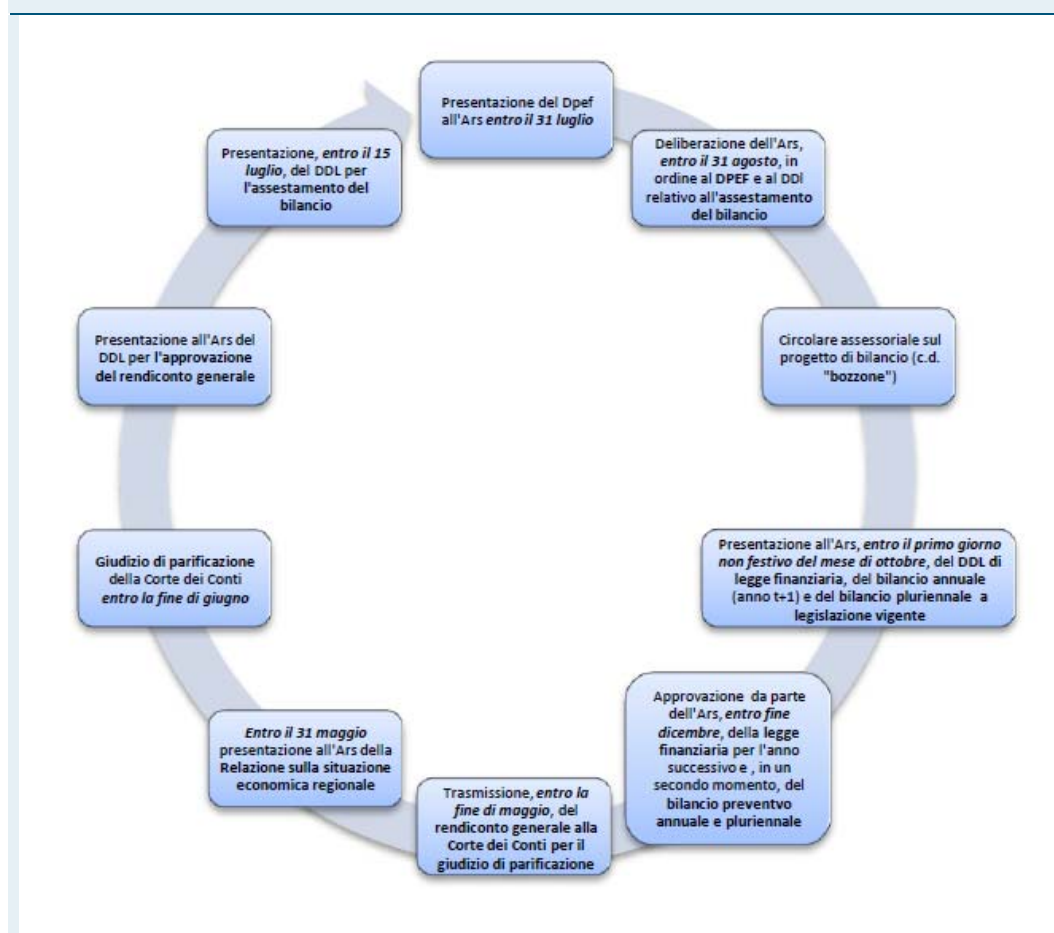 Presentazione del Dpef
all'Ars entro il 31 luglio
Deliberazione dell'Ars,
entro il 31 agosto, in
ordine al DPEF e al DDl
relativo all'assestamento
del bilancio
Circolare assessoriale sul
progetto di bilancio (c.d.
"bozzone")
Presentazione all'Ars, entro il primo giorno
non festivo del mese di ottobre, del DDL di
legge finanziaria, del bilancio annuale
(anno t+1) e del bilancio pluriennale a
legislazione vigente
Approvazione da parte
dell'Ars, entro fine
dicembre, della legge
finanziaria per l'anno
successivo e , in un
secondo momento, del
bilancio preventvo
annuale e pluriennale
Trasmissione, entro la
fine di maggio, del
rendiconto generale alla
Corte dei Conti per il
giudizio di parificazione
Entro il 31 maggio
presentazione all'Ars della
Relazione sulla situazione
economica regionale
Giudizio di parificazione
della Corte dei Conti
entro la fine di giugno
Presentazione all'Ars del
DDL per l'approvazione
del rendiconto generale
Presentazione, entro il 15
luglio, del DDL per
l'assestamento del
bilancio